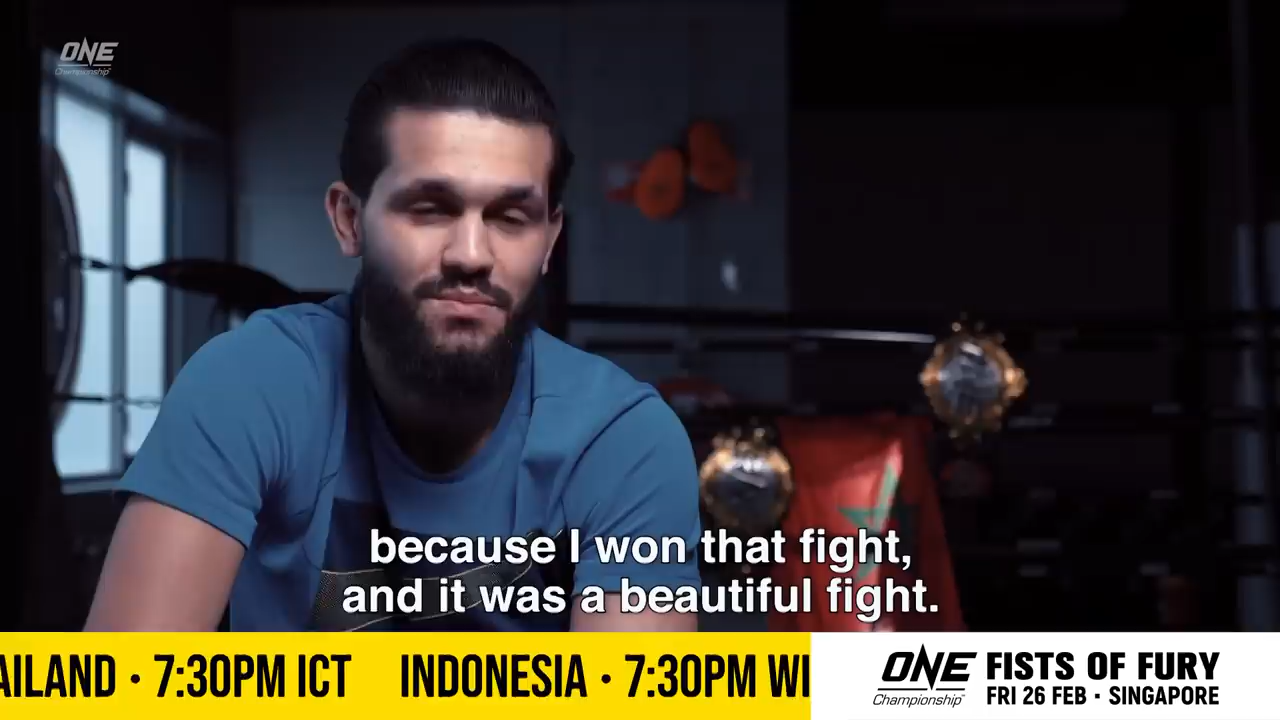 ONE
Championship
because I won that fight,
and it was a beautiful fight.
AILAND · 7:30PM ICT INDONESIA · 7:30PM WI
ONE
Championship
FISTS OF FURY
FRI 26 FEB · SINGAPORE